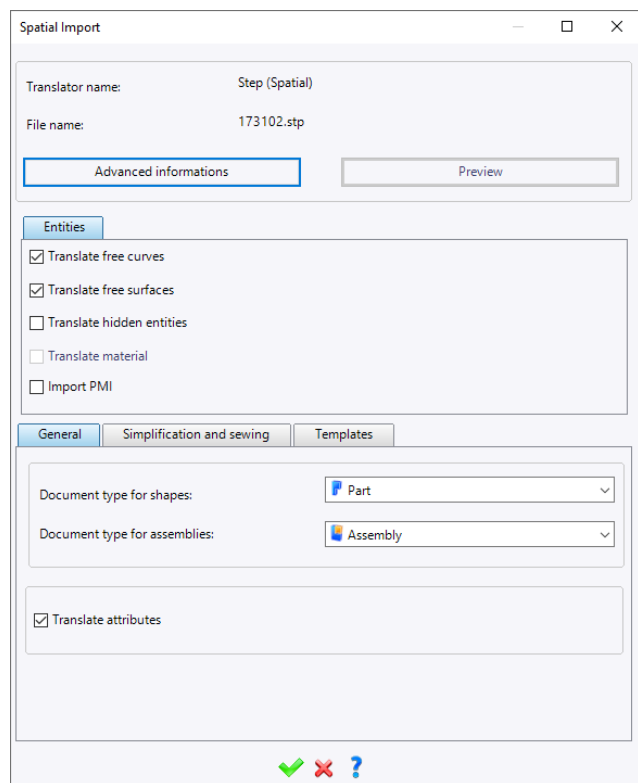 Spatial Import
Translator name: Step (Spatial)
File name: 173102.stp
Advanced informations Preview
Entities
Translate free curves
Translate free surfaces
Translate hidden entities
Translate material
Import PMI
General Simplification and sewing Templates
Document type for shapes: Part
Document type for assemblies: Assembly
Translate attributes
?